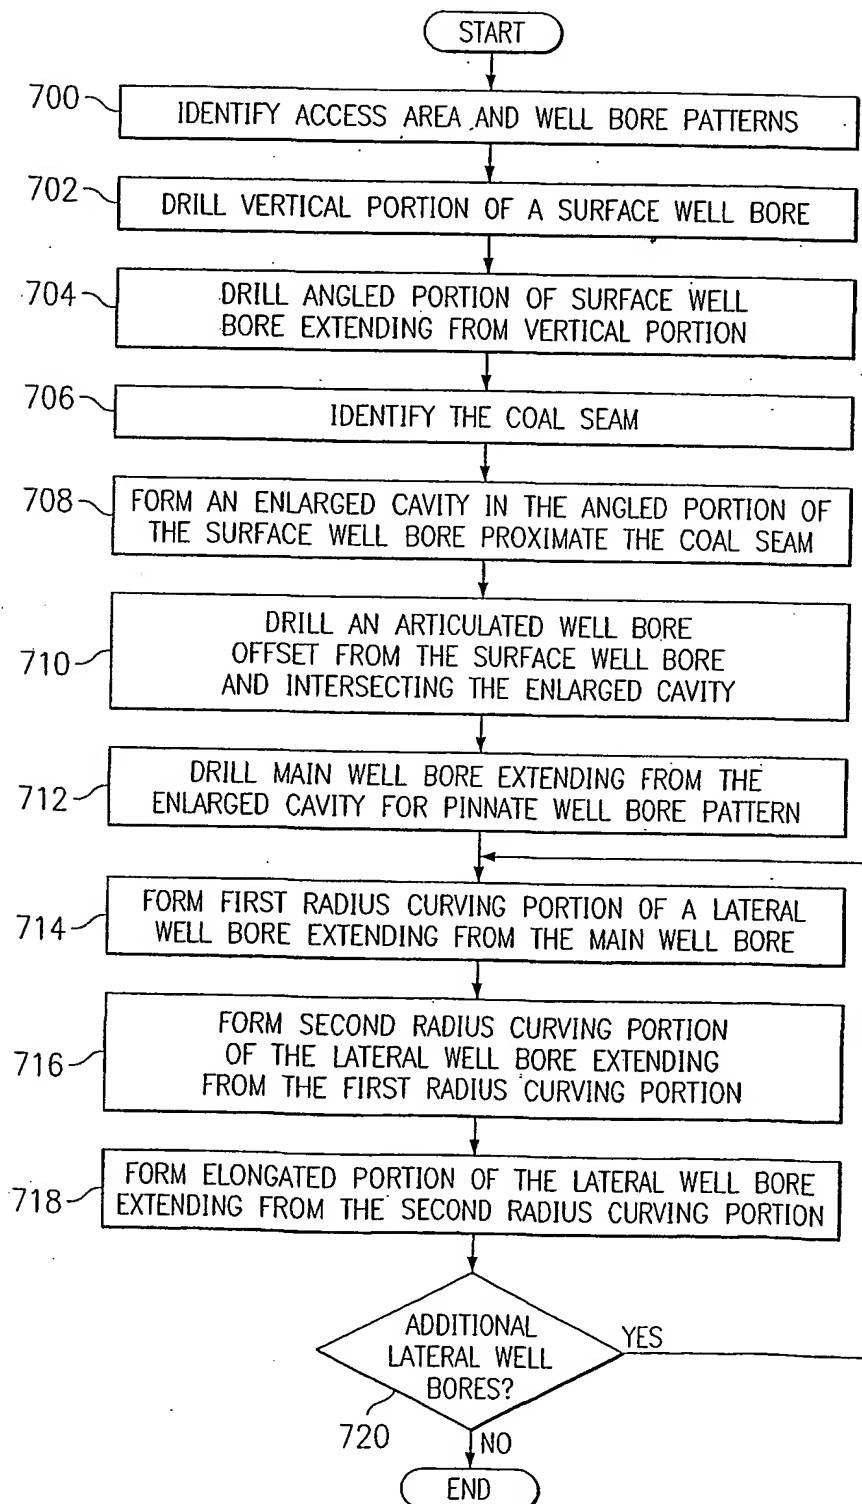 START
700
IDENTIFY ACCESS AREA AND WELL BORE PATTERNS
702
DRILL VERTICAL PORTION OF A SURFACE WELL BORE
704
DRILL ANGLED PORTION OF SURFACE WELL
BORE EXTENDING FROM VERTICAL PORTION
706
IDENTIFY THE COAL SEAM
708
FORM AN ENLARGED CAVITY IN THE ANGLED PORTION OF
THE SURFACE WELL BORE PROXIMATE THE COAL SEAM
710
DRILL AN ARTICULATED WELL BORE
OFFSET FROM THE SURFACE WELL BORE
AND INTERSECTING THE ENLARGED CAVITY
712
DRILL MAIN WELL BORE EXTENDING FROM THE
ENLARGED CAVITY FOR PINNATE WELL BORE PATTERN
714
FORM FIRST RADIUS CURVING PORTION OF A LATERAL
WELL BORE EXTENDING FROM THE MAIN WELL BORE
716
FORM SECOND RADIUS CURVING PORTION
OF THE LATERAL WELL BORE EXTENDING
FROM THE FIRST RADIUS CURVING PORTION
718
FORM ELONGATED PORTION OF THE LATERAL WELL BORE
EXTENDING FROM THE SECOND RADIUS CURVING PORTION
ADDITIONAL
LATERAL WELL
BORES?
YES
720
NO
END